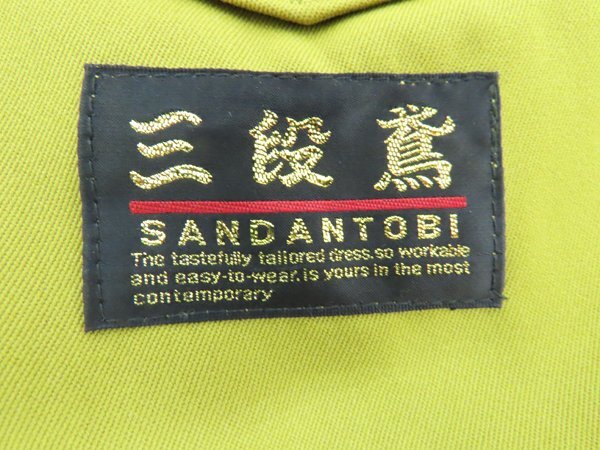 三段鳶
SANDANTOBI
The tastefully tailored dress.so workable
and easy-to-wear.is yours in the most
contemporary